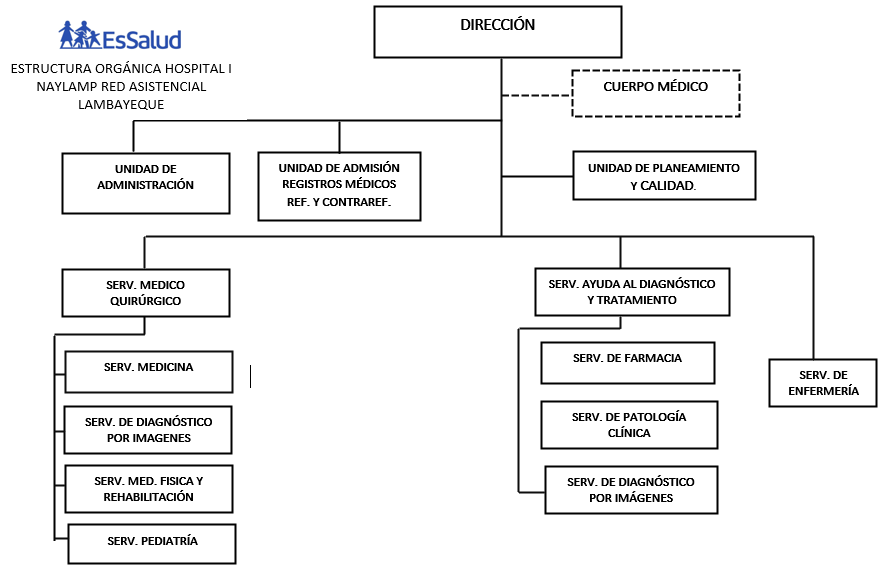 EsSalud
ESTRUCTURA ORGÁNICA HOSPITAL I
NAYLAMP RED ASISTENCIAL
LAMBAYEQUE
DIRECCIÓN
CUERPO MÉDICO
UNIDAD DE
ADMINISTRACIÓN
UNIDAD DE ADMISIÓN
REGISTROS MÉDICOS
REF. Y CONTRAREF.
UNIDAD DE PLANEAMIENTO
Y CALIDAD.
SERV. MEDICO
QUIRÚRGICO
SERV. MEDICINA
SERV. DE DIAGNÓSTICO
POR IMAGENES
SERV. MED. FISICA Y
REHABILITACIÓN
SERV. PEDIATRÍA
SERV. AYUDA AL DIAGNÓSTICO
Y TRATAMIENTO
SERV. DE FARMACIA
SERV. DE PATOLOGÍA
CLÍNICA
SERV. DE DIAGNÓSTICO
POR IMÁGENES
SERV. DE
ENFERMERÍA